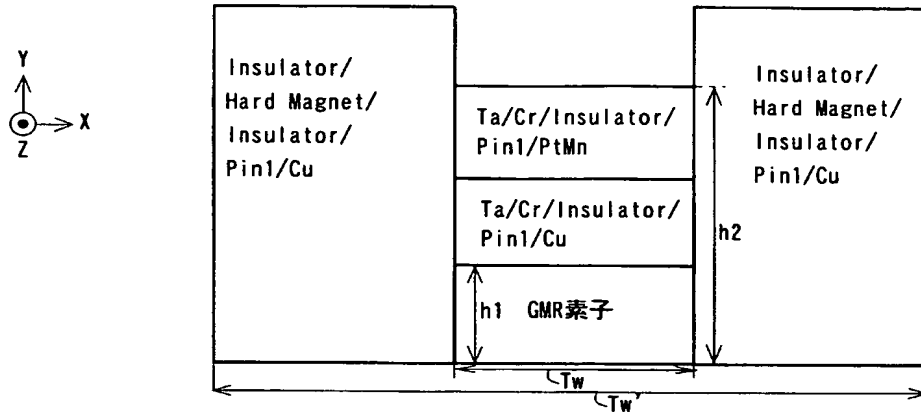 Y
X
Z
Insulator/
Hard Magnet/
Insulator/
Pin1/Cu
Ta/Cr/Insulator/
Pin1/PtMn
Ta/Cr/Insulator/
Pin1/Cu
h1 GMR素子
Insulator/
Hard Magnet/
Insulator/
Pin1/Cu
h2
Tw
Tw'